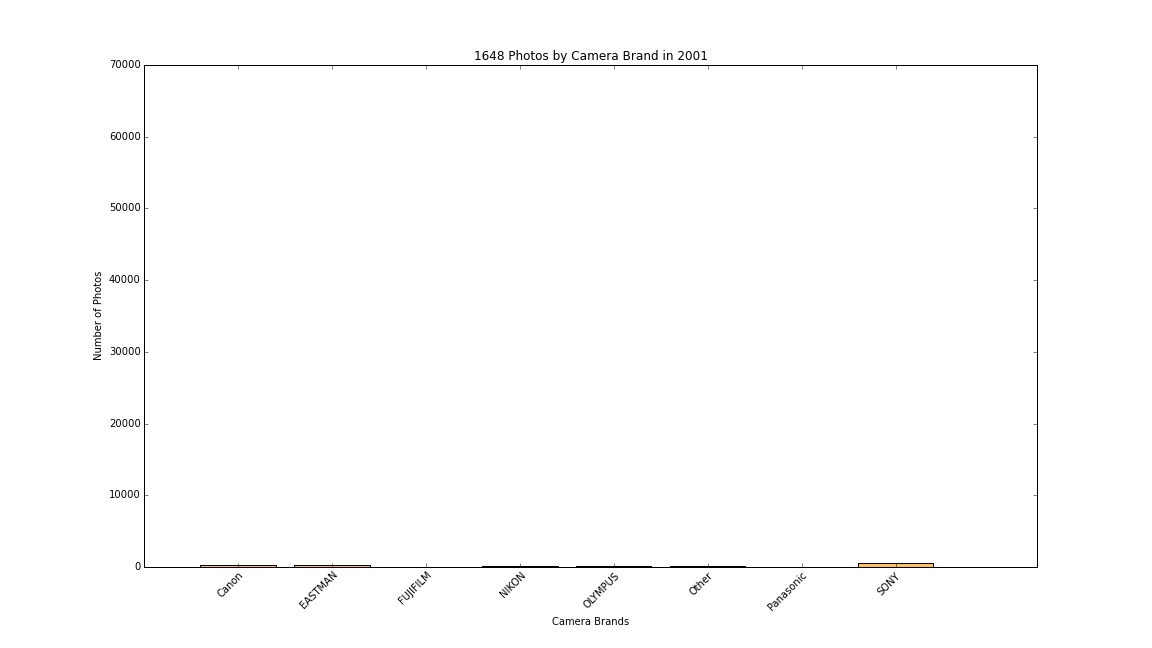 1648 Photos by Camera Brand in 2001
70000
60000
50000
40000
30000
20000
10000
0
Number of Photos
Canon
EASTMAN
FUJIFILM
NIKON
OLYMPUS
Other
Panasonic
SONY
Camera Brands